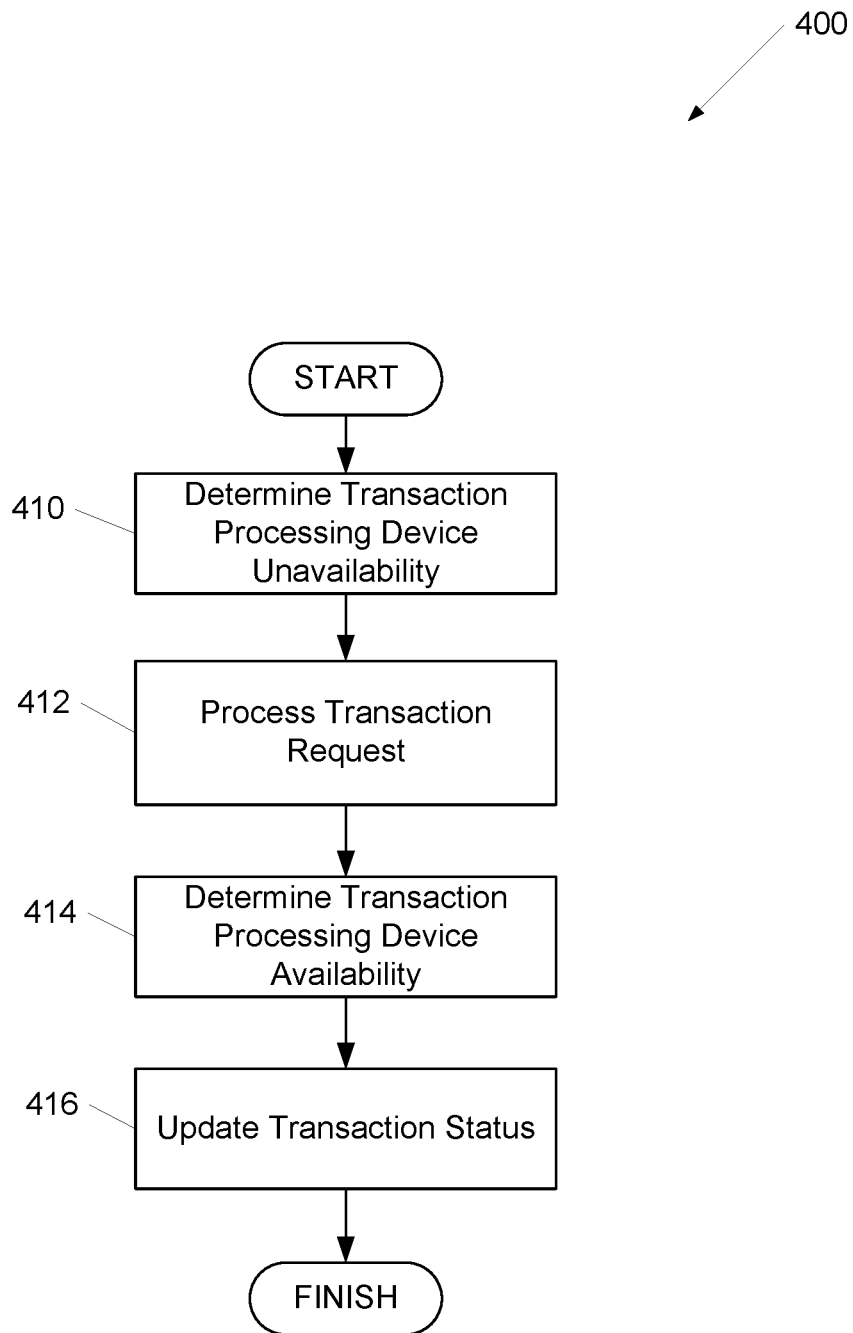 400
START
410
Determine Transaction
Processing Device
Unavailability
412
Process Transaction
Request
414
Determine Transaction
Processing Device
Availability
416
Update Transaction Status
FINISH